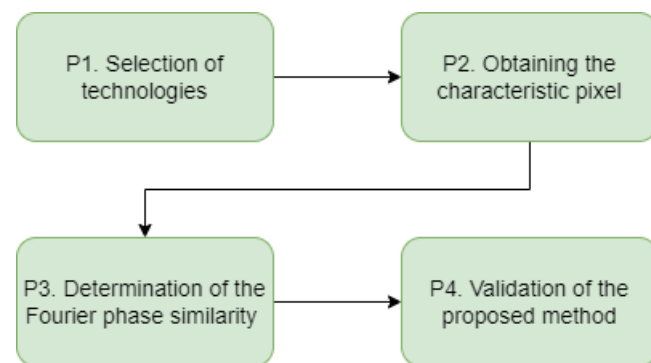 P1. Selection of
technologies
P2. Obtaining the
characteristic pixel
P3. Determination of the
Fourier phase similarity
P4. Validation of the
proposed method